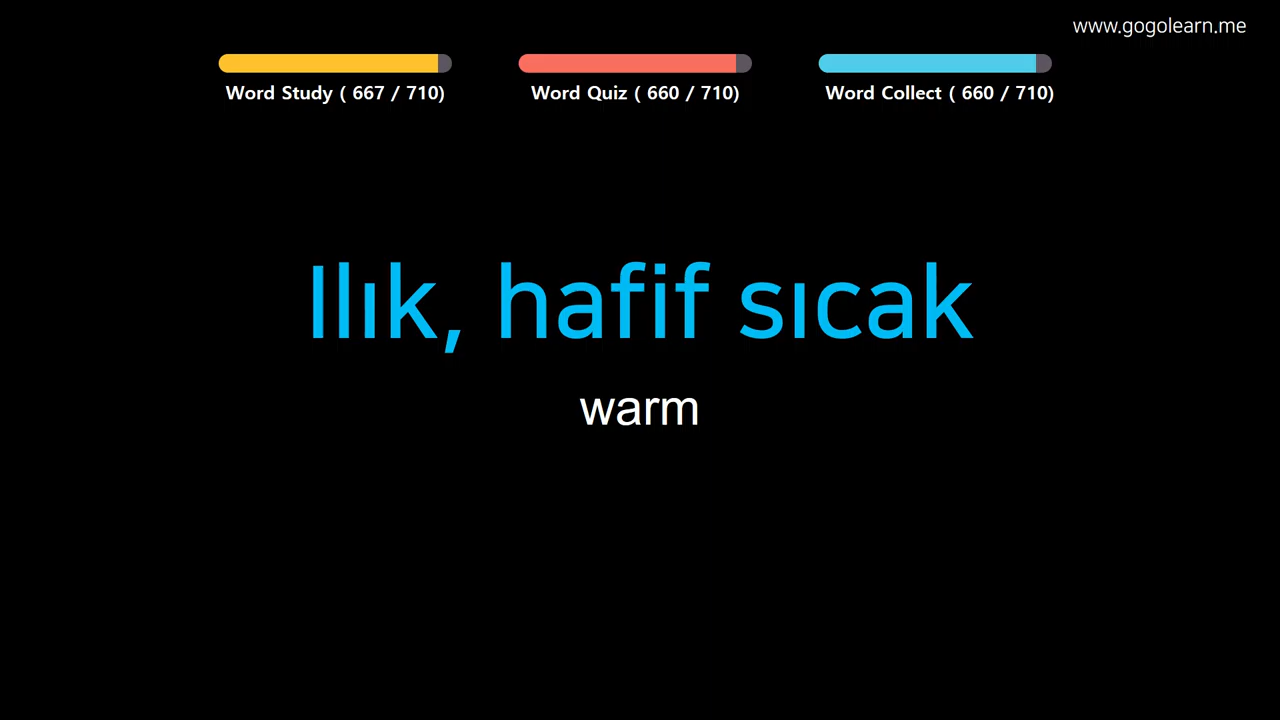 www.gogolearn.me
Word Study ( 667 / 710)
Word Quiz ( 660 / 710)
Word Collect ( 660 / 710)
Ilık, hafif sıcak
warm